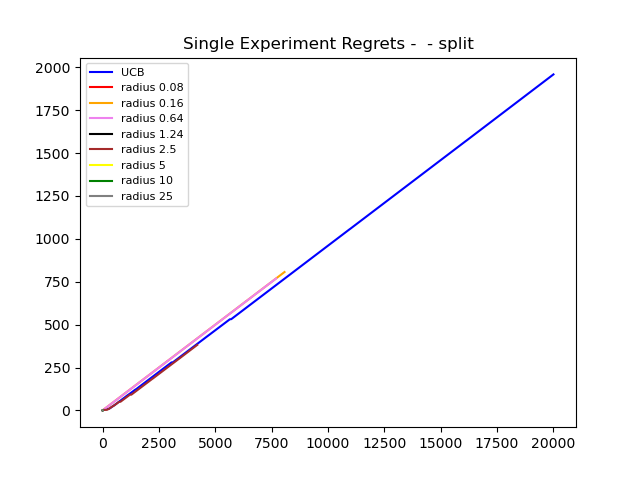 Single Experiment Regrets -  - split
2000
1750
1500
1250
1000
750
500
250
0
UCB
radius 0.08
radius 0.16
radius 0.64
radius 1.24
radius 2.5
radius 5
radius 10
radius 25
0 2500 5000 7500 10000 12500 15000 17500 20000